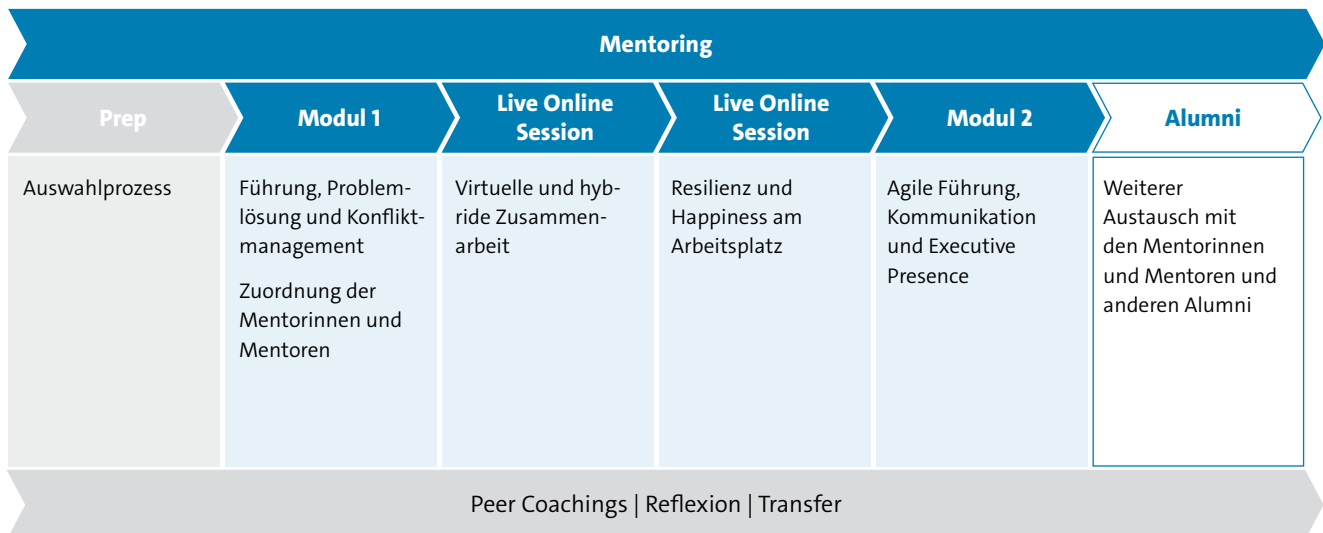 Mentoring
Prep
Modul 1
Live Online
Session
Live Online
Session
Modul 2
Alumni
Auswahlprozess
Führung, Problem-
lösung und Konflikt-
management
Zuordnung der
Mentorinnen und
Mentoren
Virtuelle und hyb-
ride Zusammen-
arbeit
Resilienz und
Happiness am
Arbeitsplatz
Agile Führung,
Kommunikation
und Executive
Presence
Weiterer
Austausch mit
den Mentorinnen
und Mentoren und
anderen Alumni
Peer Coachings | Reflexion | Transfer